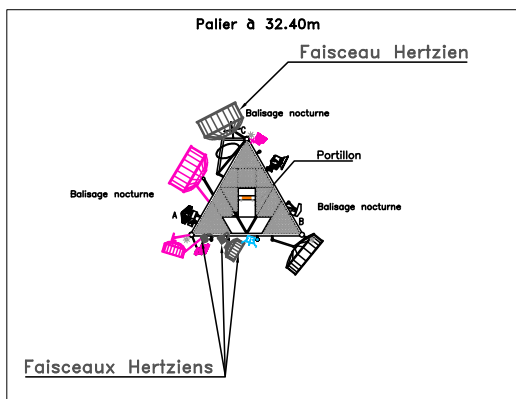 Palier à 32.40m
Faisceau Hertzien
Balisage nocturne
C
Portillon
Balisage nocturne
A
Balisage nocturne
B
Faisceaux Hertziens